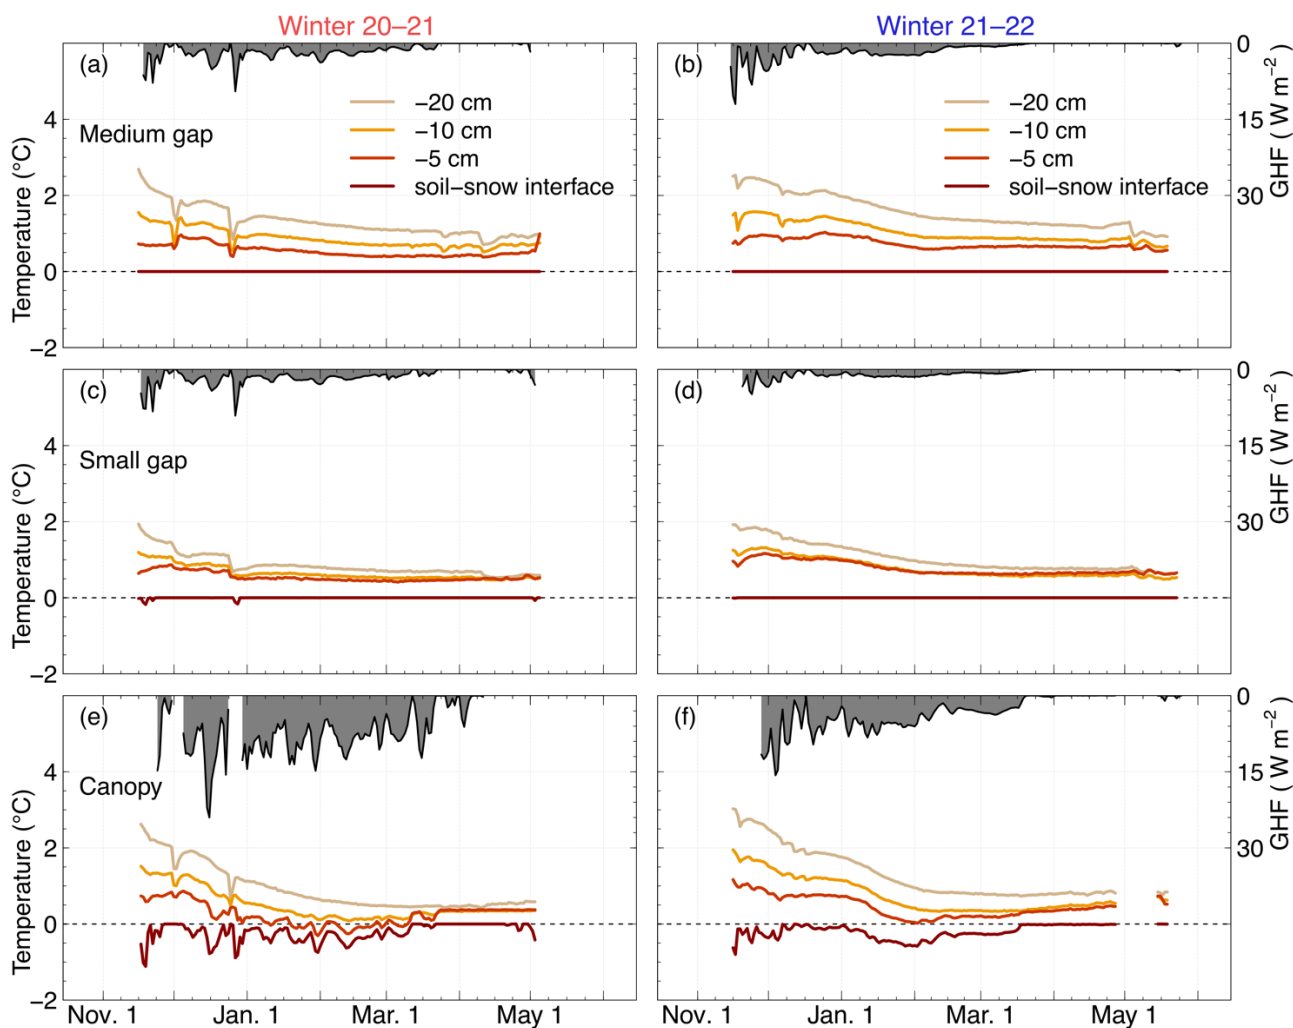 Winter 20–21
Winter 21–22
(a)
(b)
0
−20 cm
−10 cm
−5 cm
soil−snow interface
−20 cm
−10 cm
−5 cm
soil−snow interface
Medium gap
Temperature (°C)
4
2
0
−2
15
30
GHF ( W m−2 )
(c)
(d)
0
Small gap
Temperature (°C)
4
2
0
−2
15
30
GHF ( W m−2 )
(e)
(f)
0
Canopy
Temperature (°C)
4
2
0
−2
15
30
GHF ( W m−2 )
Nov. 1 Jan. 1 Mar. 1 May 1
Nov. 1 Jan. 1 Mar. 1 May 1